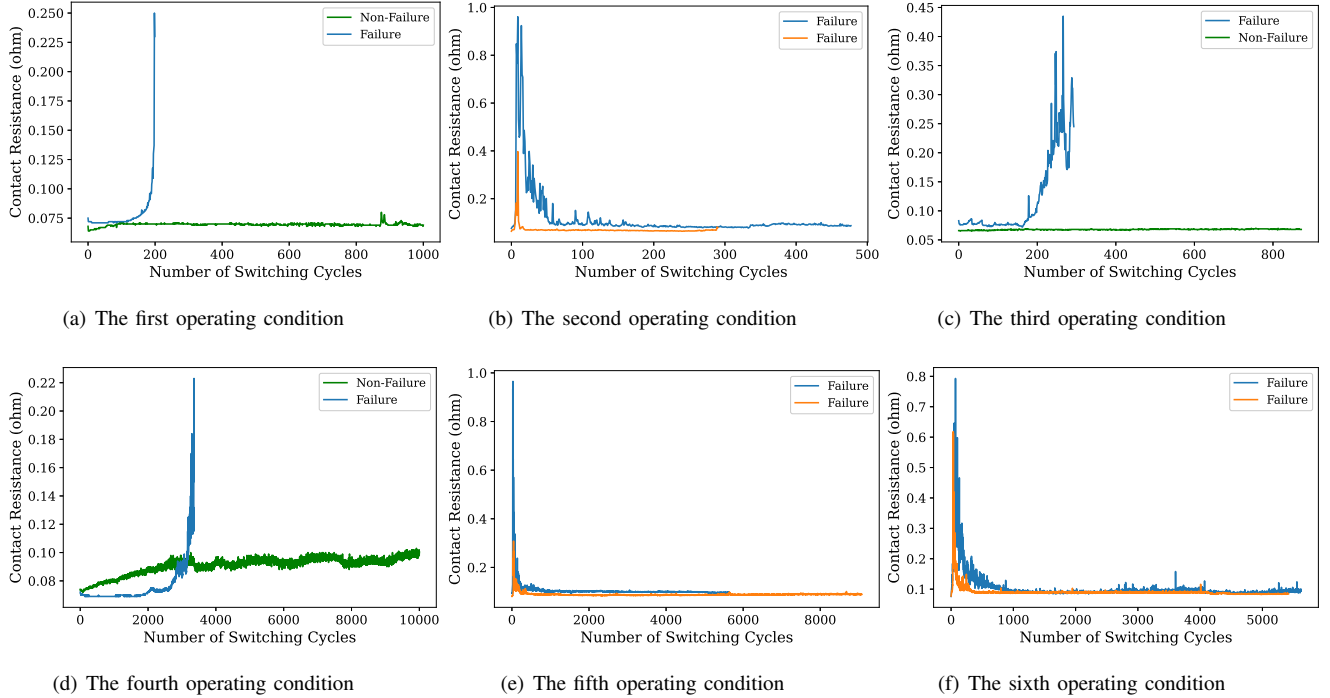 0.250
0.225
0.200
0.175
0.150
0.125
0.100
0.075
Contact Resistance (ohm)
Non-Failure
Failure
0
200
400
600
800
1000
Number of Switching Cycles
(a) The first operating condition
1.0
0.8
0.6
0.4
0.2
Contact Resistance (ohm)
Failure
Failure
0
100
200
300
400
500
Number of Switching Cycles
(b) The second operating condition
0.45
0.40
0.35
0.30
0.25
0.20
0.15
0.10
0.05
Contact Resistance (ohm)
Failure
Non-Failure
0
200
400
600
800
Number of Switching Cycles
(c) The third operating condition
0.22
0.20
0.18
0.16
0.14
0.12
0.10
0.08
Contact Resistance (ohm)
Non-Failure
Failure
0
2000
4000
6000
8000
10000
Number of Switching Cycles
(d) The fourth operating condition
1.0
0.8
0.6
0.4
0.2
Contact Resistance (ohm)
Failure
Failure
0
2000
4000
6000
8000
Number of Switching Cycles
(e) The fifth operating condition
0.8
0.7
0.6
0.5
0.4
0.3
0.2
0.1
Contact Resistance (ohm)
Failure
Failure
0
1000
2000
3000
4000
5000
Number of Switching Cycles
(f) The sixth operating condition